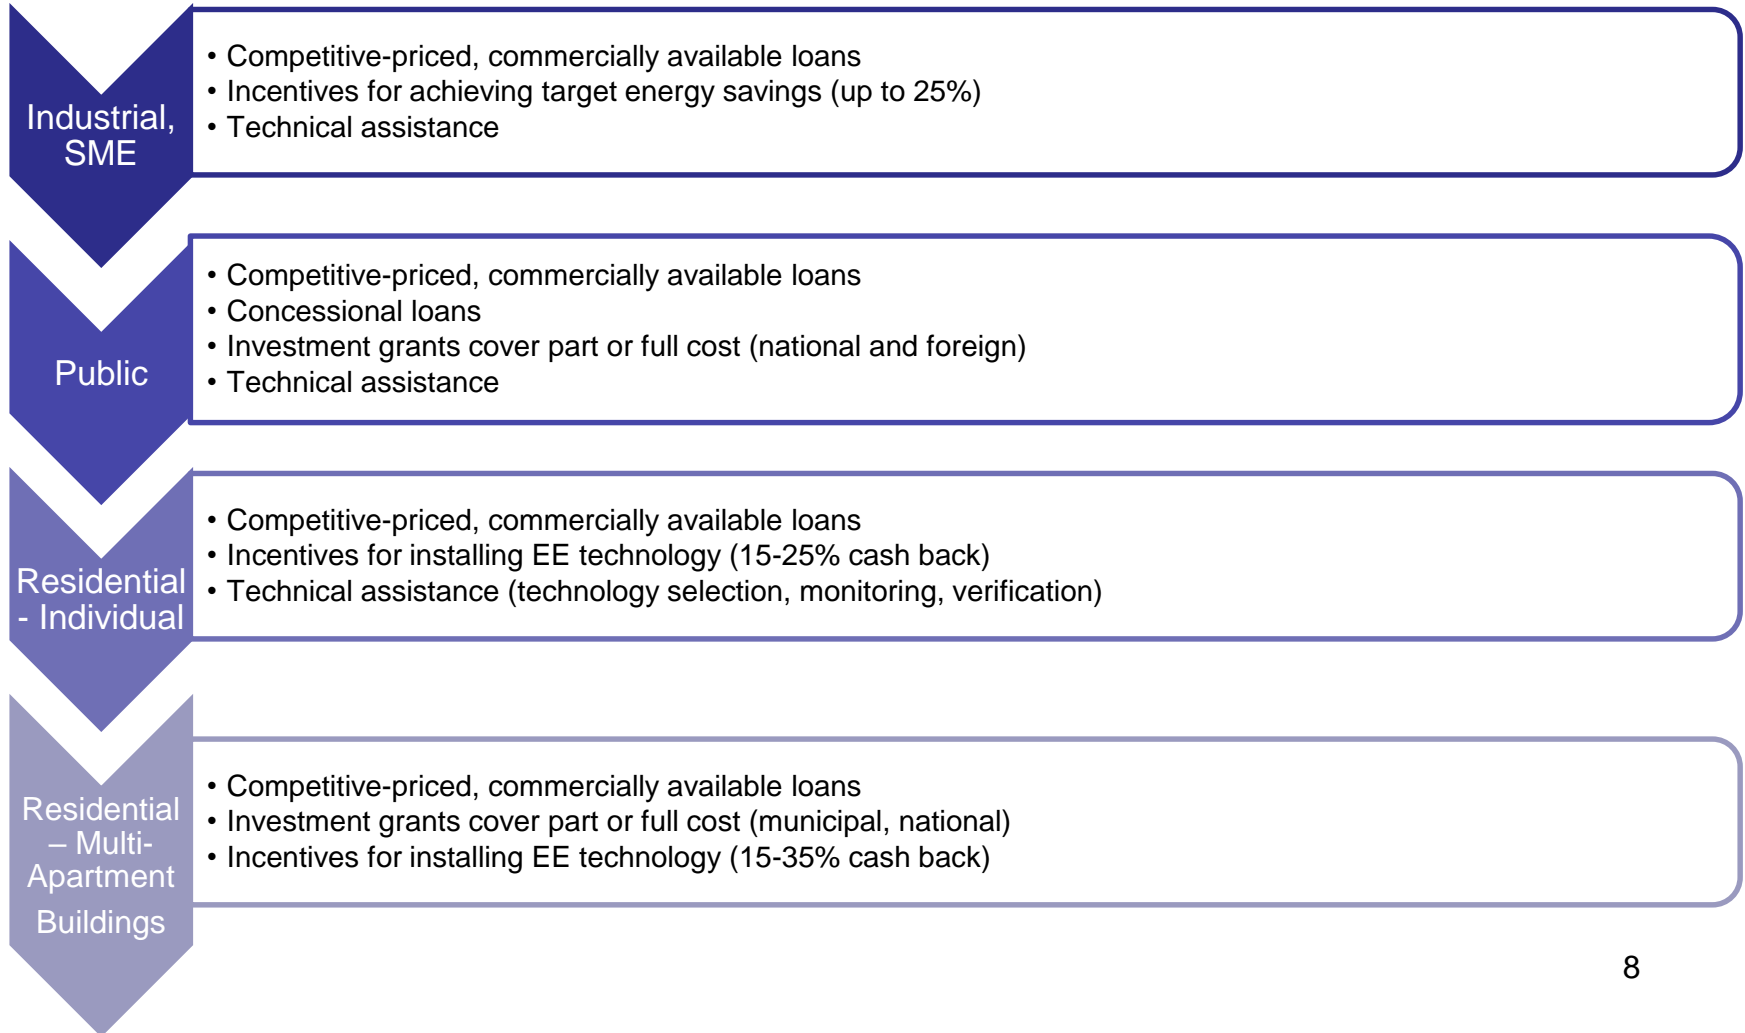 Industrial,
SME
• Competitive-priced, commercially available loans
• Incentives for achieving target energy savings (up to 25%)
• Technical assistance
Public
• Competitive-priced, commercially available loans
• Concessional loans
• Investment grants cover part or full cost (national and foreign)
• Technical assistance
Residential
- Individual
• Competitive-priced, commercially available loans
• Incentives for installing EE technology (15-25% cash back)
• Technical assistance (technology selection, monitoring, verification)
Residential
– Multi-
Apartment
Buildings
• Competitive-priced, commercially available loans
• Investment grants cover part or full cost (municipal, national)
• Incentives for installing EE technology (15-35% cash back)
8